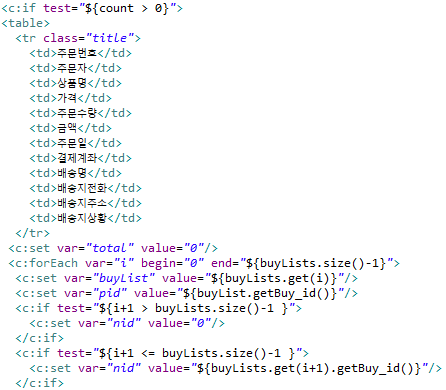 <c:if test="${count > 0}">
<table>
<tr class="title">
<td>주문번호</td>
<td>주문자</td>
<td>상품명</td>
<td>가격</td>
<td>주문수량</td>
<td>금액</td>
<td>주문일</td>
<td>결제계좌</td>
<td>배송명</td>
<td>배송지전화</td>
<td>배송지주소</td>
<td>배송지상황</td>
</tr>
<c:set var="total" value="0"/>
<c:forEach var="i" begin="0" end="${buyLists.size()-1}">
<c:set var="buyList" value="${buyLists.get(i)}"/>
<c:set var="pid" value="${buyList.getBuy_id()}"/>
<c:if test="${i+1 > buyLists.size()-1 }">
<c:set var="nid" value="0"/>
</c:if>
<c:if test="${i+1 <= buyLists.size()-1 }">
<c:set var="nid" value="${buyLists.get(i+1).getBuy_id()}"/>
</c:if>